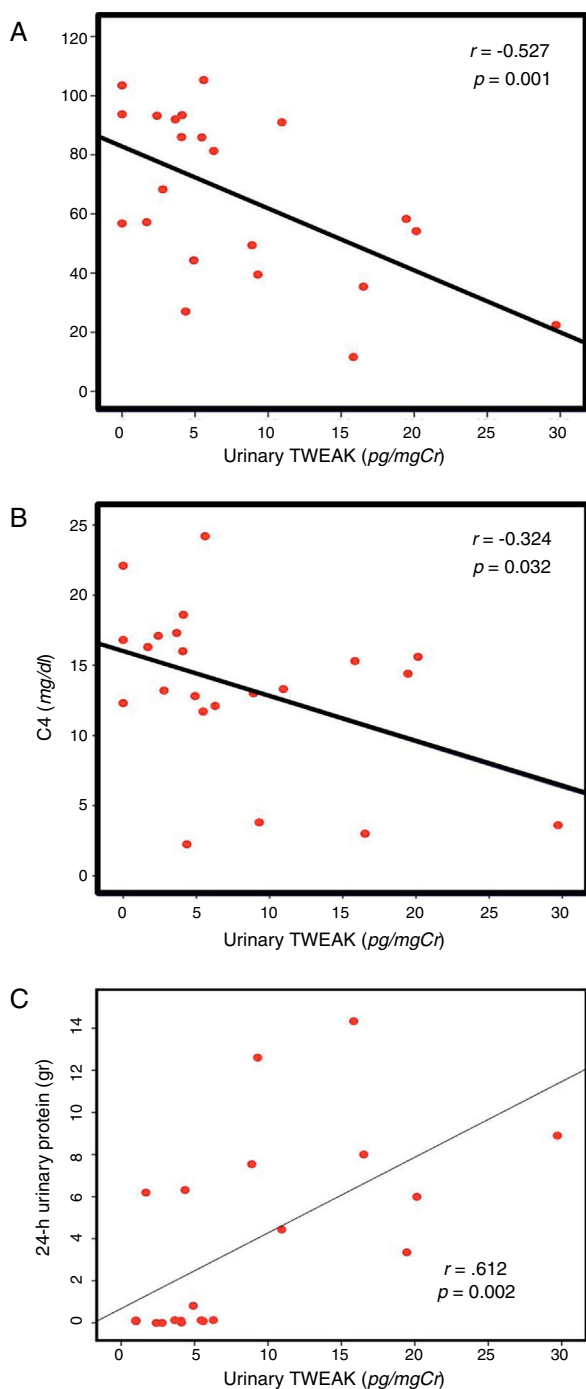 A
r = -0.527
p = 0.001
120
100
80
60
40
20
0
0 5 10 15 20 25 30
Urinary TWEAK (pg/mgCr)
B
r = -0.324
p = 0.032
C4 (mg/dl)
25
20
15
10
5
0
0 5 10 15 20 25 30
Urinary TWEAK (pg/mgCr)
C
24-h urinary protein (gr)
14
12
10
8
6
4
2
0
r = .612
p = 0.002
0 5 10 15 20 25 30
Urinary TWEAK (pg/mgCr)